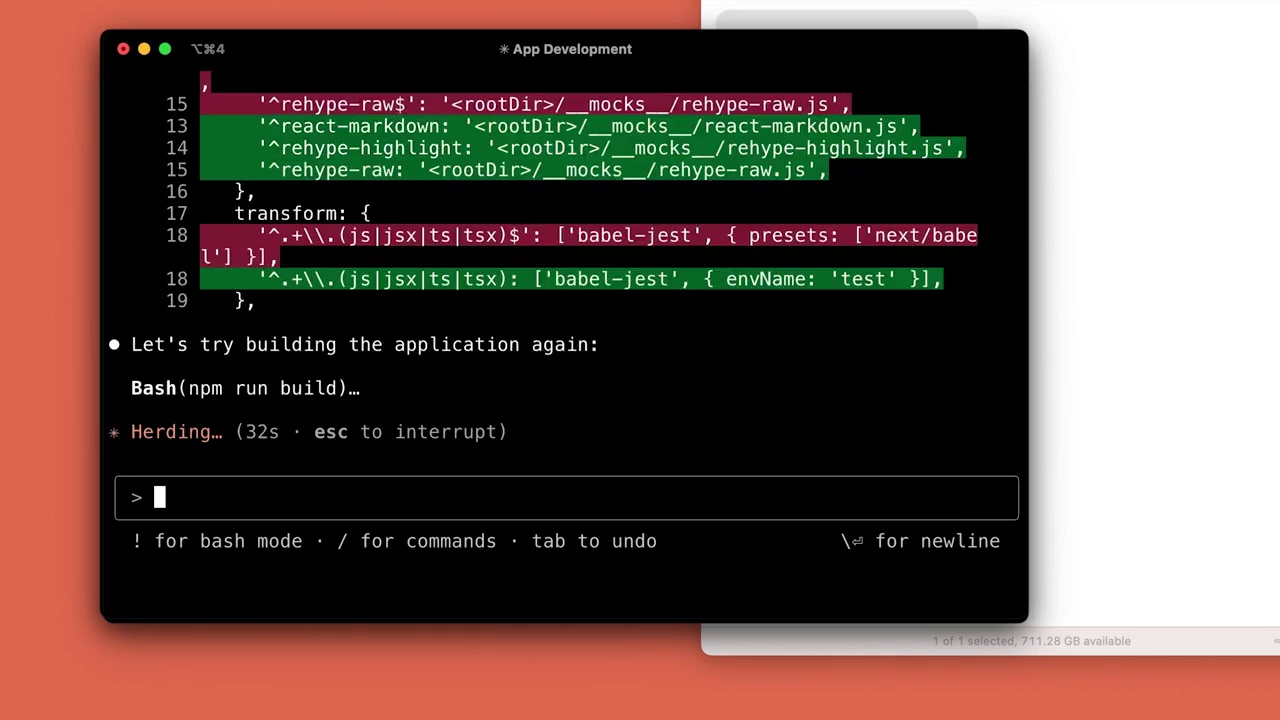 ⌥⌘4
✳ App Development
,
15 '^rehype-raw$': '<rootDir>/__mocks__/rehype-raw.js',
13 '^react-markdown: '<rootDir>/__mocks__/react-markdown.js',
14 '^rehype-highlight: '<rootDir>/__mocks__/rehype-highlight.js',
15 '^rehype-raw: '<rootDir>/__mocks__/rehype-raw.js',
16 },
17 transform: {
18 '^.+\\.(js|jsx|ts|tsx)$': ['babel-jest', { presets: ['next/babe
l'] }],
18 '^.+\\.(js|jsx|ts|tsx): ['babel-jest', { envName: 'test' }],
19 },
● Let's try building the application again:
Bash(npm run build)…
✳ Herding… (32s · esc to interrupt)
>
! for bash mode · / for commands · tab to undo
\⏎ for newline
1 of 1 selected, 711.28 GB available